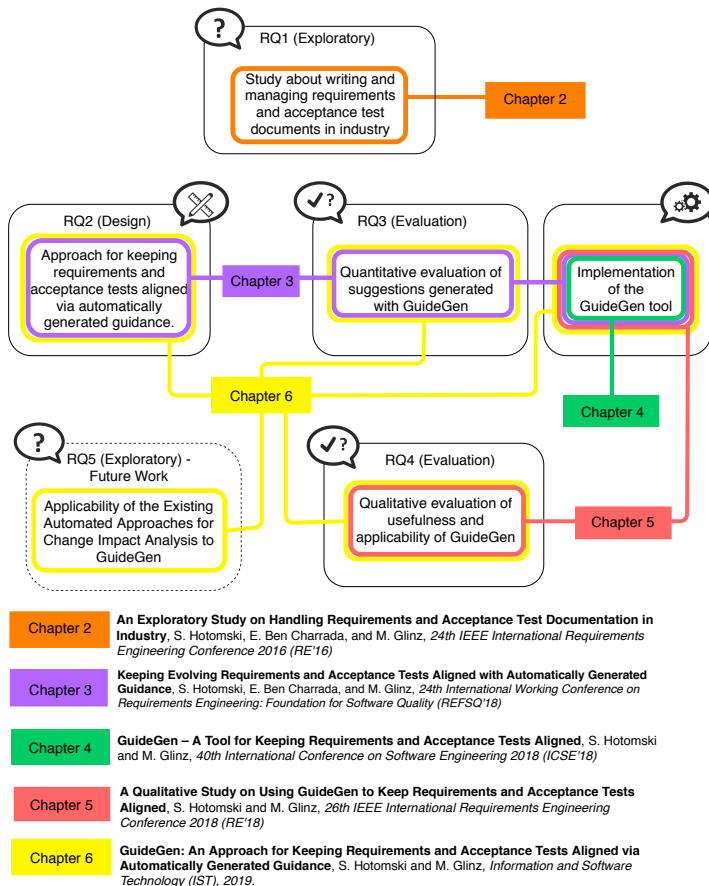 ?
RQ1 (Exploratory)
Study about writing and
managing requirements
and acceptance test
documents in industry
Chapter 2
RQ2 (Design)
Approach for keeping
requirements and
acceptance tests aligned
via automatically
generated guidance.
Chapter 3
?
RQ3 (Evaluation)
Quantitative evaluation of
suggestions generated
with GuideGen
Implementation
of the
GuideGen tool
Chapter 6
Chapter 4
?
RQ5 (Exploratory) -
Future Work
Applicability of the Existing
Automated Approaches for
Change Impact Analysis to
GuideGen
?
RQ4 (Evaluation)
Qualitative evaluation of
usefulness and
applicability of GuideGen
Chapter 5
Chapter 2
An Exploratory Study on Handling Requirements and Acceptance Test Documentation in
Industry, S. Hotomski, E. Ben Charrada, and M. Glinz, 24th IEEE International Requirements
Engineering Conference 2016 (RE'16)
Chapter 3
Keeping Evolving Requirements and Acceptance Tests Aligned with Automatically Generated
Guidance, S. Hotomski, E. Ben Charrada, and M. Glinz, 24th International Working Conference on
Requirements Engineering: Foundation for Software Quality (REFSQ'18)
Chapter 4
GuideGen – A Tool for Keeping Requirements and Acceptance Tests Aligned, S. Hotomski
and M. Glinz, 40th International Conference on Software Engineering 2018 (ICSE'18)
Chapter 5
A Qualitative Study on Using GuideGen to Keep Requirements and Acceptance Tests
Aligned, S. Hotomski and M. Glinz, 26th IEEE International Requirements Engineering
Conference 2018 (RE'18)
Chapter 6
GuideGen: An Approach for Keeping Requirements and Acceptance Tests Aligned via
Automatically Generated Guidance, S. Hotomski and M. Glinz, Information and Software
Technology (IST), 2019.